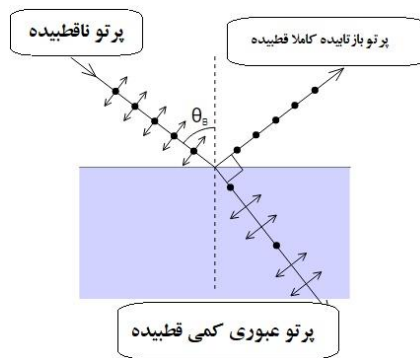 پرتو ناقطبیده
پرتو بازتابیده کاملا قطبیده
θB
پرتو عبوری کمی قطبیده